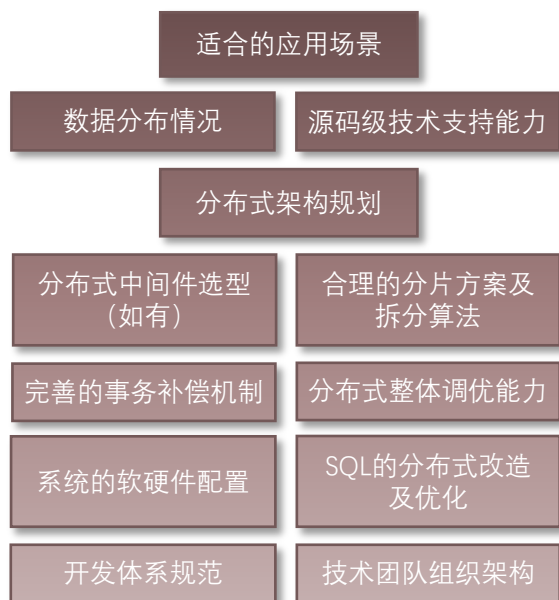 适合的应用场景
数据分布情况
源码级技术支持能力
分布式架构规划
分布式中间件选型
（如有）
合理的分片方案及
拆分算法
完善的事务补偿机制
分布式整体调优能力
系统的软硬件配置
SQL的分布式改造
及优化
开发体系规范
技术团队组织架构